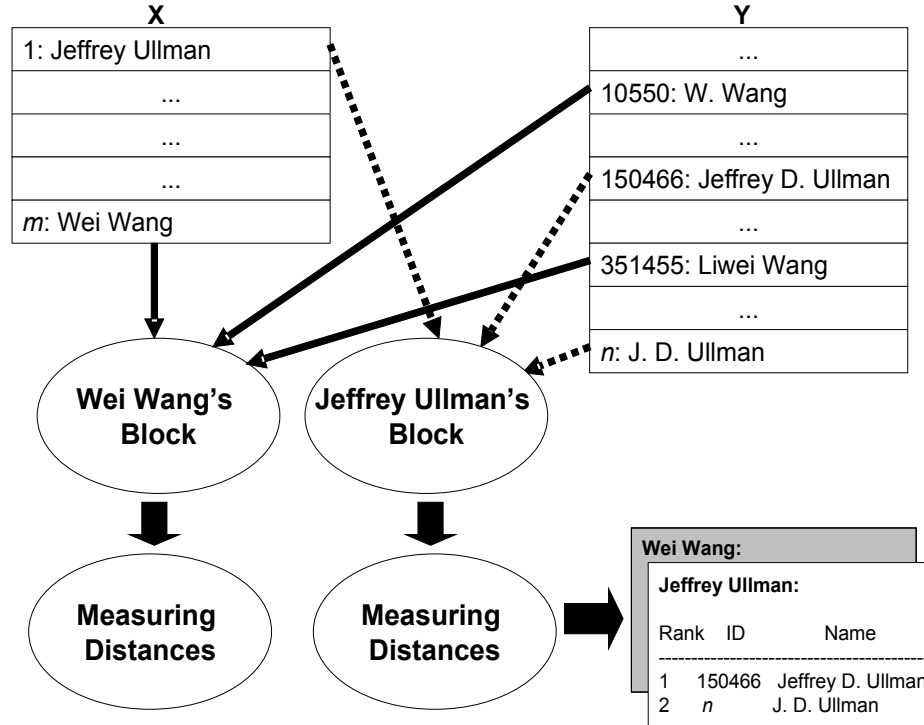 X
1: Jeffrey Ullman
...
...
...
m: Wei Wang
Y
...
10550: W. Wang
...
150466: Jeffrey D. Ullman
...
351455: Liwei Wang
...
n: J. D. Ullman
Wei Wang's
Block
Jeffrey Ullman's
Block
Measuring
Distances
Measuring
Distances
Wei Wang:
Jeffrey Ullman:
Rank ID Name
--------------------------------------------
1 150466 Jeffrey D. Ullman
2 n J. D. Ullman